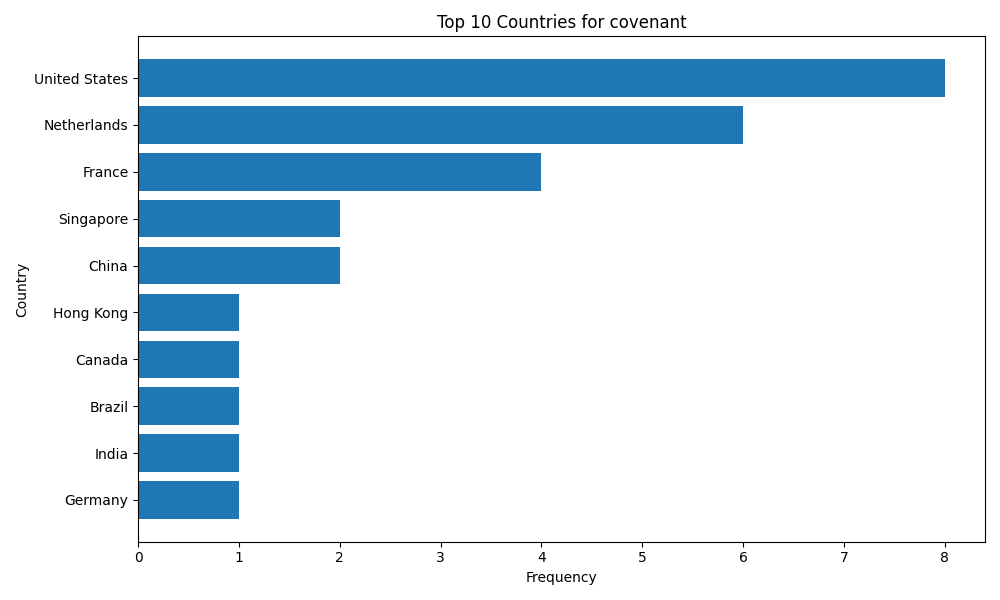 Top 10 Countries for covenant
Country
United States
Netherlands
France
Singapore
China
Hong Kong
Canada
Brazil
India
Germany
0 1 2 3 4 5 6 7 8
Frequency